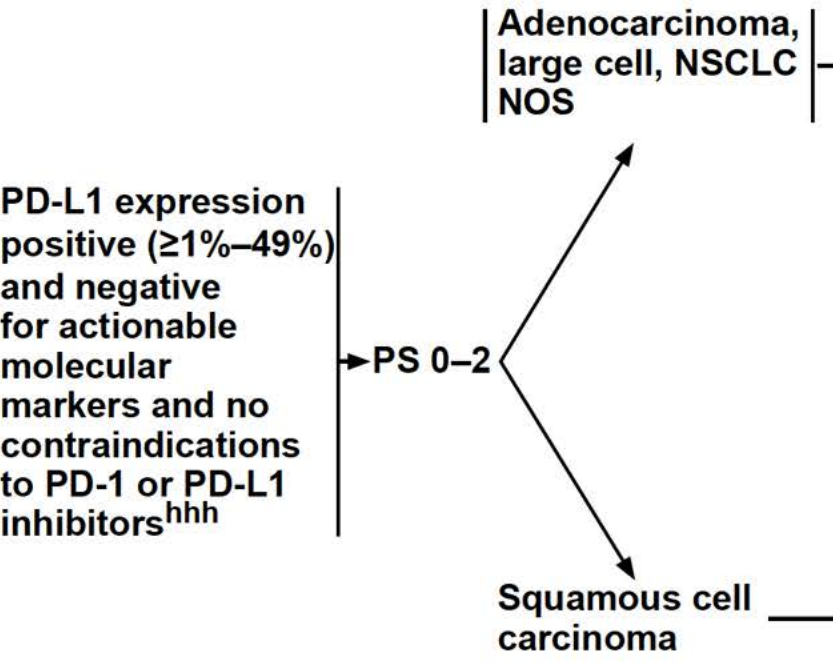 Adenocarcinoma,
large cell, NSCLC
NOS
PD-L1 expression
positive (≥1%–49%)
and negative
for actionable
molecular
markers and no
contraindications
to PD-1 or PD-L1
inhibitorshhh
PS 0–2
Squamous cell
carcinoma